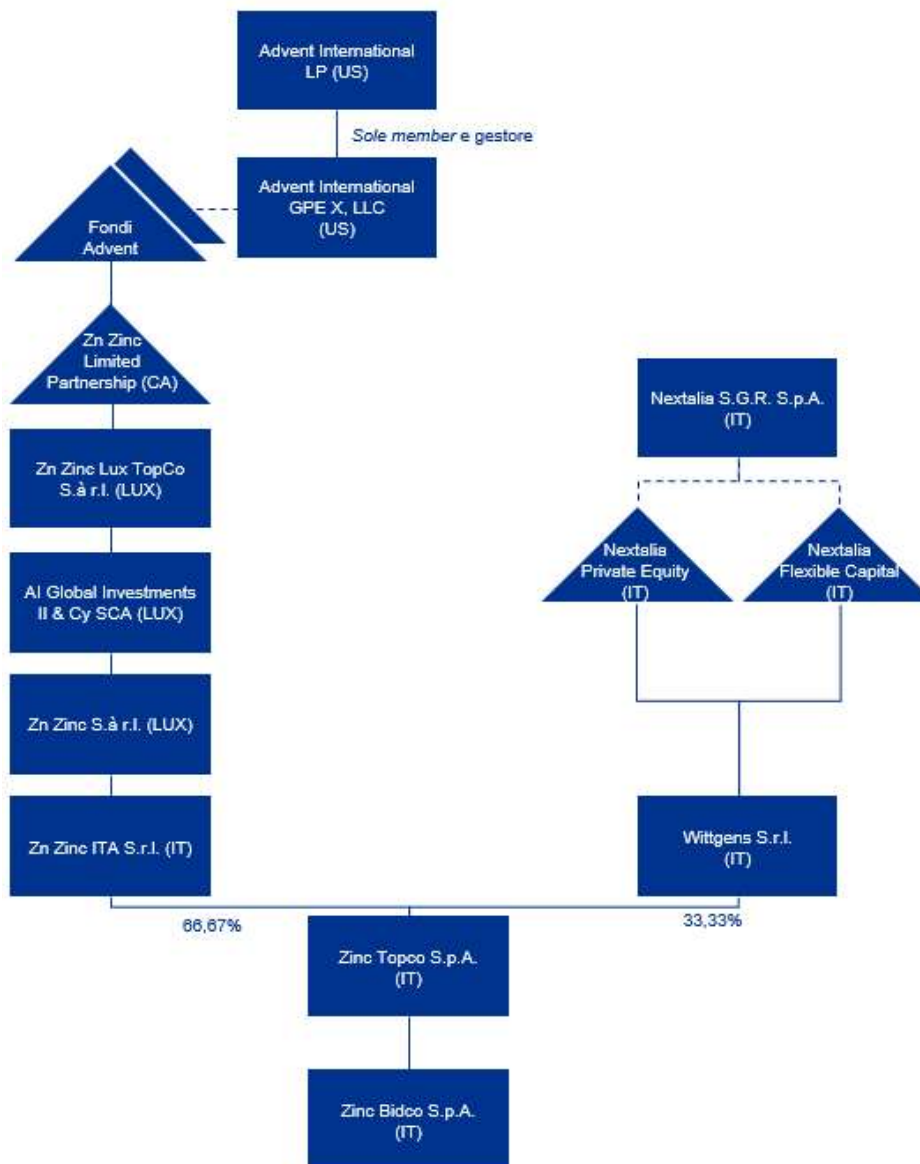 Advent International
LP (US)
Sole member e gestore
Advent International
GPE X, LLC
(US)
Fondi
Advent
Zn Zinc
Limited
Partnership (CA)
Nextalia S.G.R. S.p.A.
(IT)
Zn Zinc Lux TopCo
S.à r.l. (LUX)
Nextalia
Private Equity
(IT)
Nextalia
Flexible Capital
(IT)
AI Global Investments
II & Cy SCA (LUX)
Zn Zinc S.à r.l. (LUX)
Zn Zinc ITA S.r.l. (IT)
Wittgens S.r.l.
(IT)
66,67%
33,33%
Zinc Topco S.p.A.
(IT)
Zinc Bidco S.p.A.
(IT)